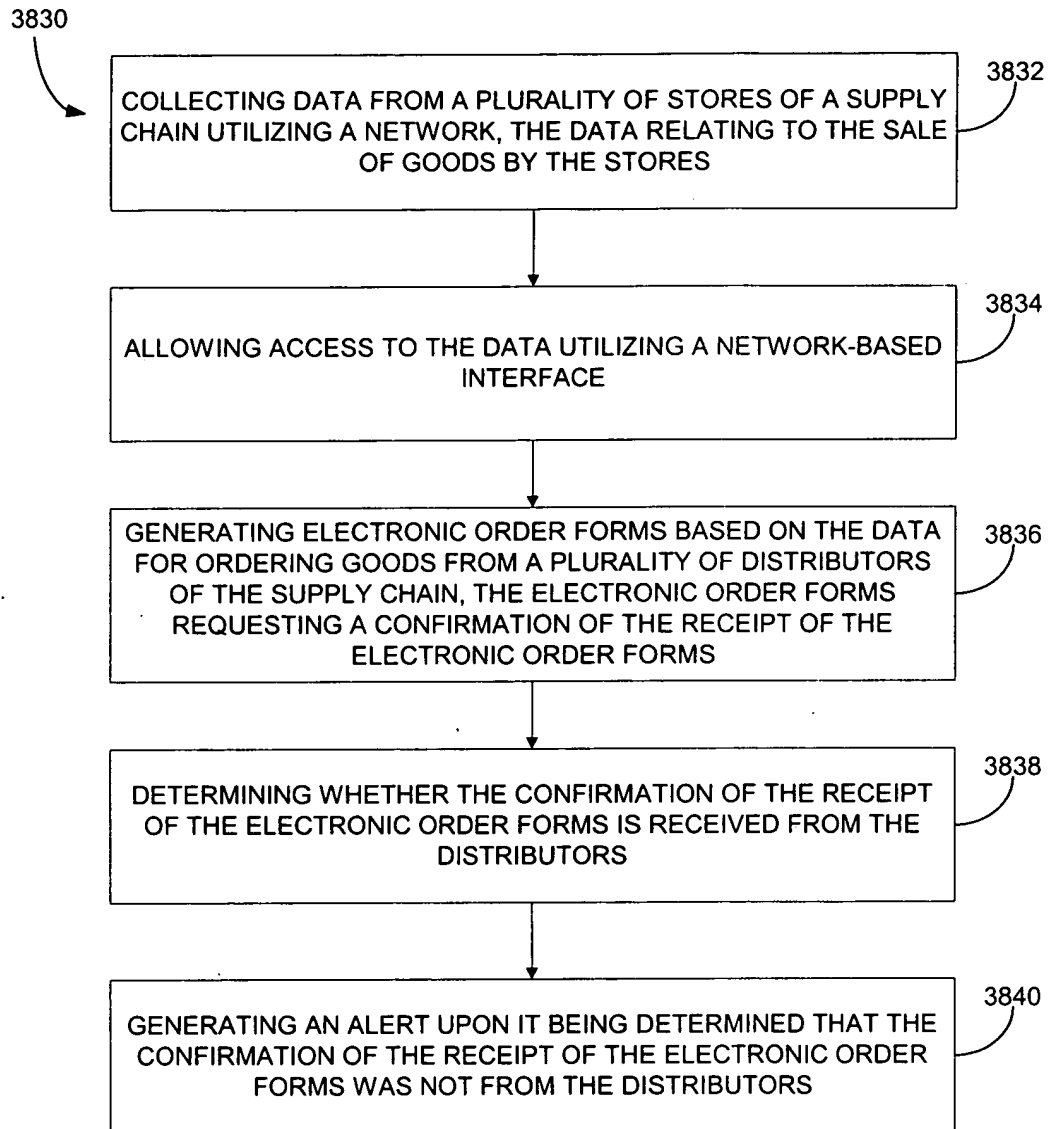 3830
COLLECTING DATA FROM A PLURALITY OF STORES OF A SUPPLY
CHAIN UTILIZING A NETWORK, THE DATA RELATING TO THE SALE
OF GOODS BY THE STORES
3832
ALLOWING ACCESS TO THE DATA UTILIZING A NETWORK-BASED
INTERFACE
3834
GENERATING ELECTRONIC ORDER FORMS BASED ON THE DATA
FOR ORDERING GOODS FROM A PLURALITY OF DISTRIBUTORS
OF THE SUPPLY CHAIN, THE ELECTRONIC ORDER FORMS
REQUESTING A CONFIRMATION OF THE RECEIPT OF THE
ELECTRONIC ORDER FORMS
3836
DETERMINING WHETHER THE CONFIRMATION OF THE RECEIPT
OF THE ELECTRONIC ORDER FORMS IS RECEIVED FROM THE
DISTRIBUTORS
3838
GENERATING AN ALERT UPON IT BEING DETERMINED THAT THE
CONFIRMATION OF THE RECEIPT OF THE ELECTRONIC ORDER
FORMS WAS NOT FROM THE DISTRIBUTORS
3840